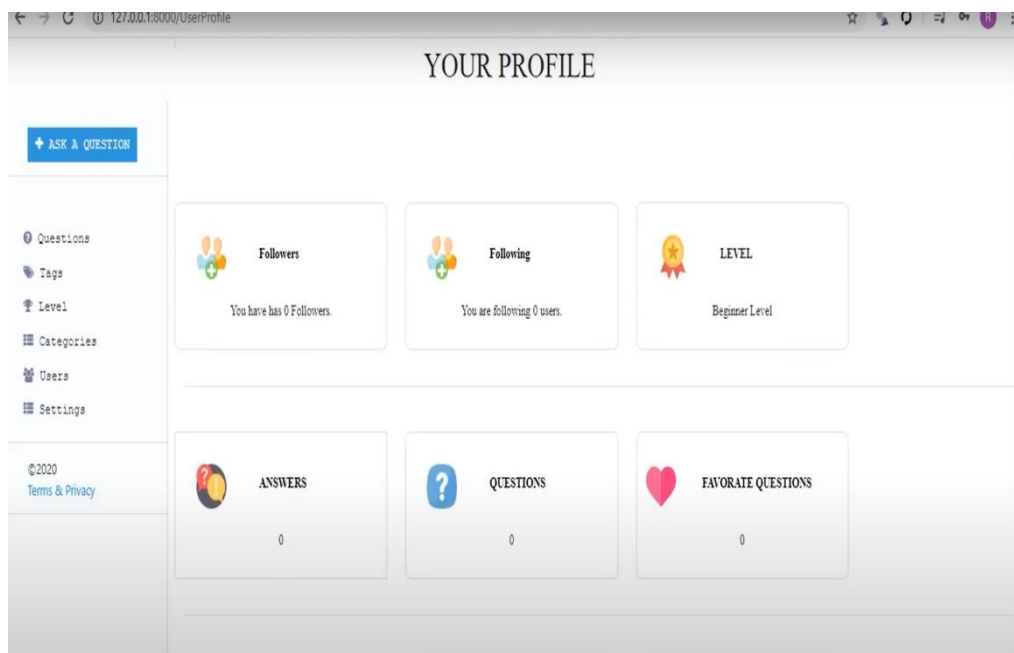 127.0.0.1:8000/UserProfile
R
YOUR PROFILE
ASK A QUESTION
Questions
Tags
Level
Categories
Users
Settings
©2020
Terms & Privacy
Followers
You have has 0 Followers.
Following
You are following 0 users.
LEVEL
Beginner Level
ANSWERS
0
QUESTIONS
0
FAVORATE QUESTIONS
0